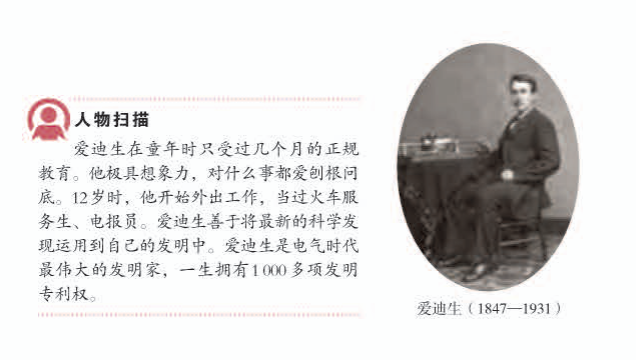 人物扫描
爱迪生在童年时只受过几个月的正规
教育。他极具想象力，对什么事都爱刨根问
底。12岁时，他开始外出工作，当过火车服
务生、电报员。爱迪生善于将最新的科学发
现运用到自己的发明中。爱迪生是电气时代
最伟大的发明家，一生拥有1 000多项发明
专利权。
爱迪生（1847—1931）